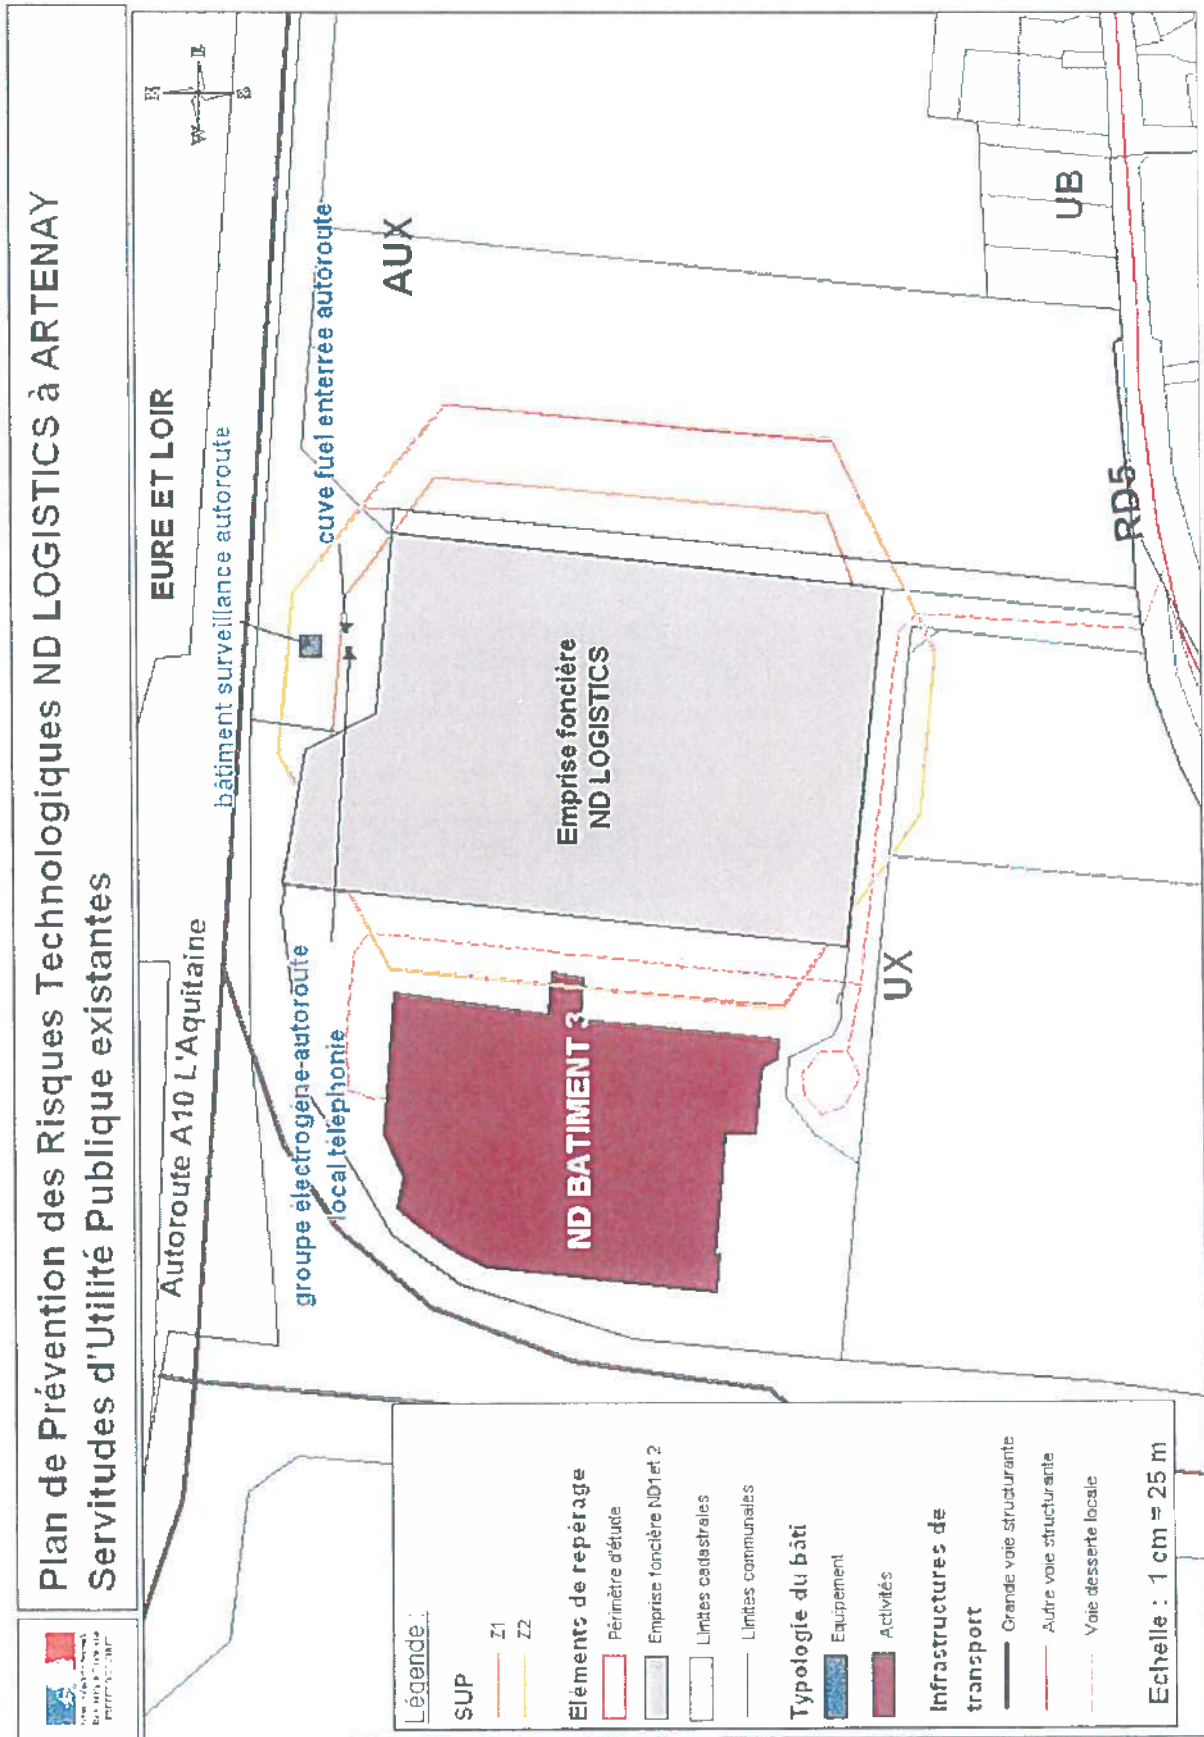 Plan de Prévention des Risques Technologiques ND LOGISTICS à ARTENAY
Servitudes d'Utilité Publique existantes
Autoroute A10 L'Aquitaine
EURE ET LOIR
bâtiment surveillance autoroute
cuve fuel enterrée autoroute
AUX
groupe électrogène-autoroute
local téléphonie
Emprise foncière
ND LOGISTICS
ND BATIMENT 3
UX
UB
RD5
W
Légende :
SUP
Z1
Z2
Eléments de repérage
Périmètre d'étude
Emprise foncière ND1 et 2
Limites cadastrales
Limites communales
Typologie du bâti
Equipement
Activités
Infrastructures de
transport
Grande voie structurante
Autre voie structurante
Voie desserte locale
Echelle : 1 cm = 25 m